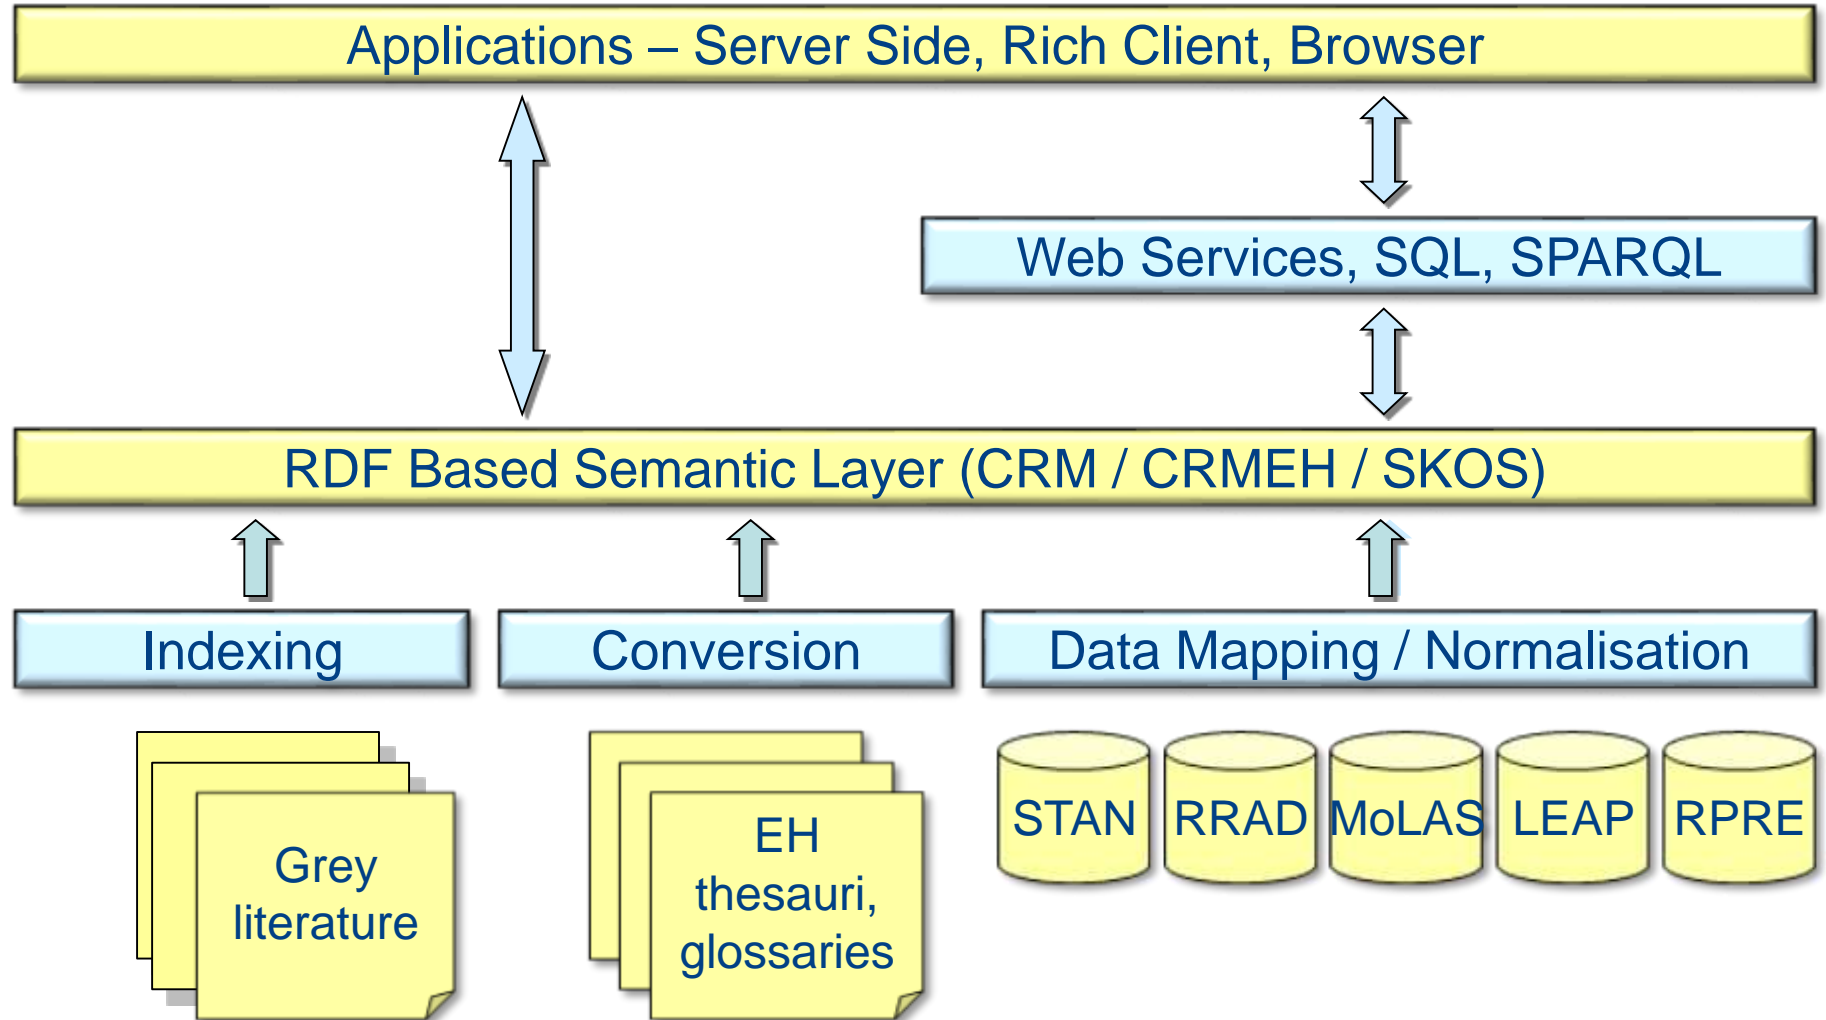 Applications – Server Side, Rich Client, Browser
Web Services, SQL, SPARQL
RDF Based Semantic Layer (CRM / CRMEH / SKOS)
Indexing
Conversion
Data Mapping / Normalisation
Grey
literature
EH
thesauri,
glossaries
STAN
RRAD
MoLAS
LEAP
RPRE